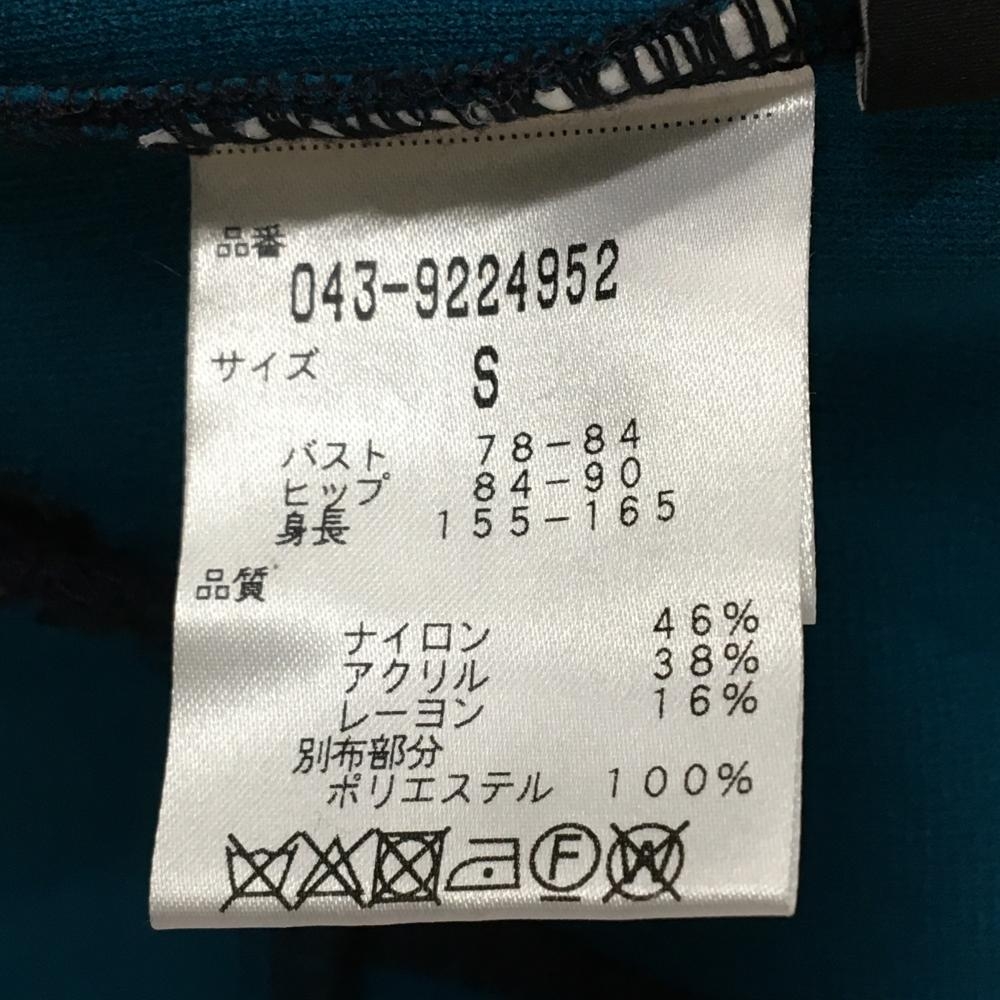 品番
043-9224952
サイズ S
バスト 78-84
ヒップ 84-90
身長 155-165
品質
ナイロン 46%
アクリル 38%
レーヨン 16%
別布部分
ポリエステル 100%
F W